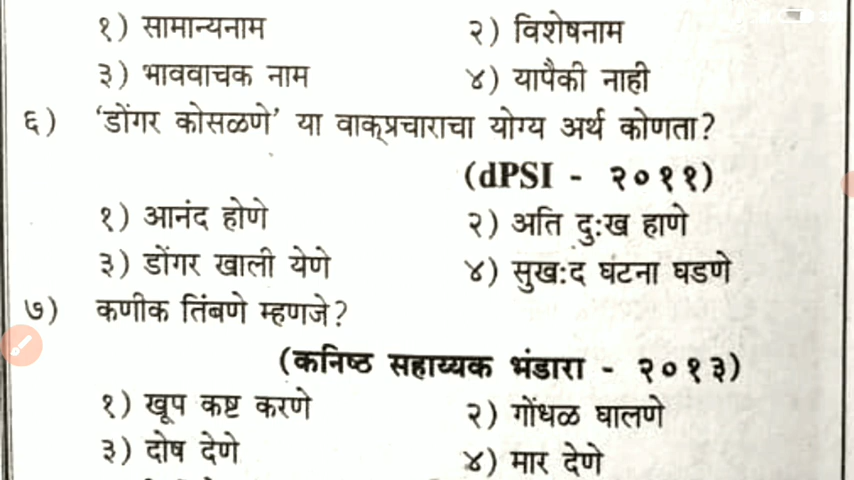 १) सामान्यनाम २) विशेषनाम
३) भाववाचक नाम ४) यापैकी नाही
६) 'डोंगर कोसळणे' या वाक्‌प्रचाराचा योग्य अर्थ कोणता?
(dPSI - २०११)
१) आनंद होणे २) अति दुःख हाणे
३) डोंगर खाली येणे ४) सुखःद घंटना घडणे
७) कणीक तिंबणे म्हणजे?
(कनिष्ठ सहाय्यक भंडारा - २०१३)
१) खूप कष्ट करणे २) गोंधळ घालणे
३) दोष देणे ४) मार देणे